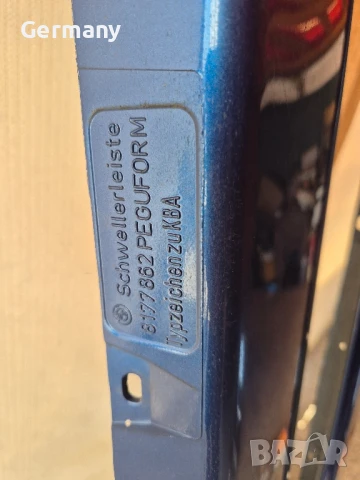 Germany
Schwellerleiste
8177862 PEGUFORM
Typzeichen zu KBA
BAZAR